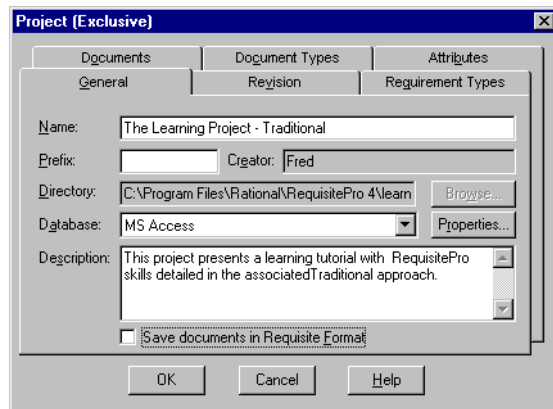 Project (Exclusive)
Documents Document Types Attributes
General Revision Requirement Types
Name: The Learning Project - Traditional
Prefix: Creator: Fred
Directory: C:\Program Files\Rational\RequisitePro 4\learn Browse...
Database: MS Access Properties...
Description: This project presents a learning tutorial with RequisitePro
skills detailed in the associatedTraditional approach.
Save documents in Requisite Format
OK Cancel Help